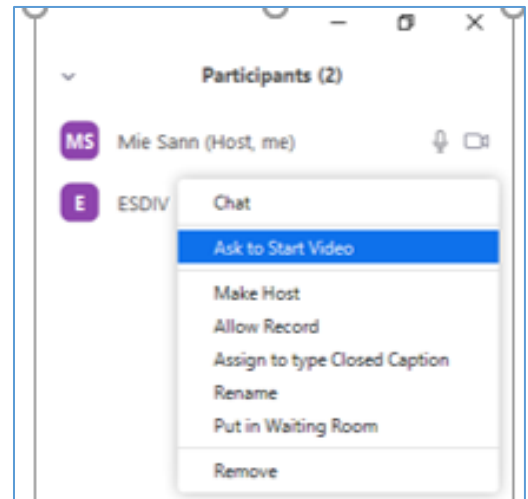 Participants (2)
MS Mie Sann (Host, me)
E ESDIV
Chat
Ask to Start Video
Make Host
Allow Record
Assign to type Closed Caption
Rename
Put in Waiting Room
Remove